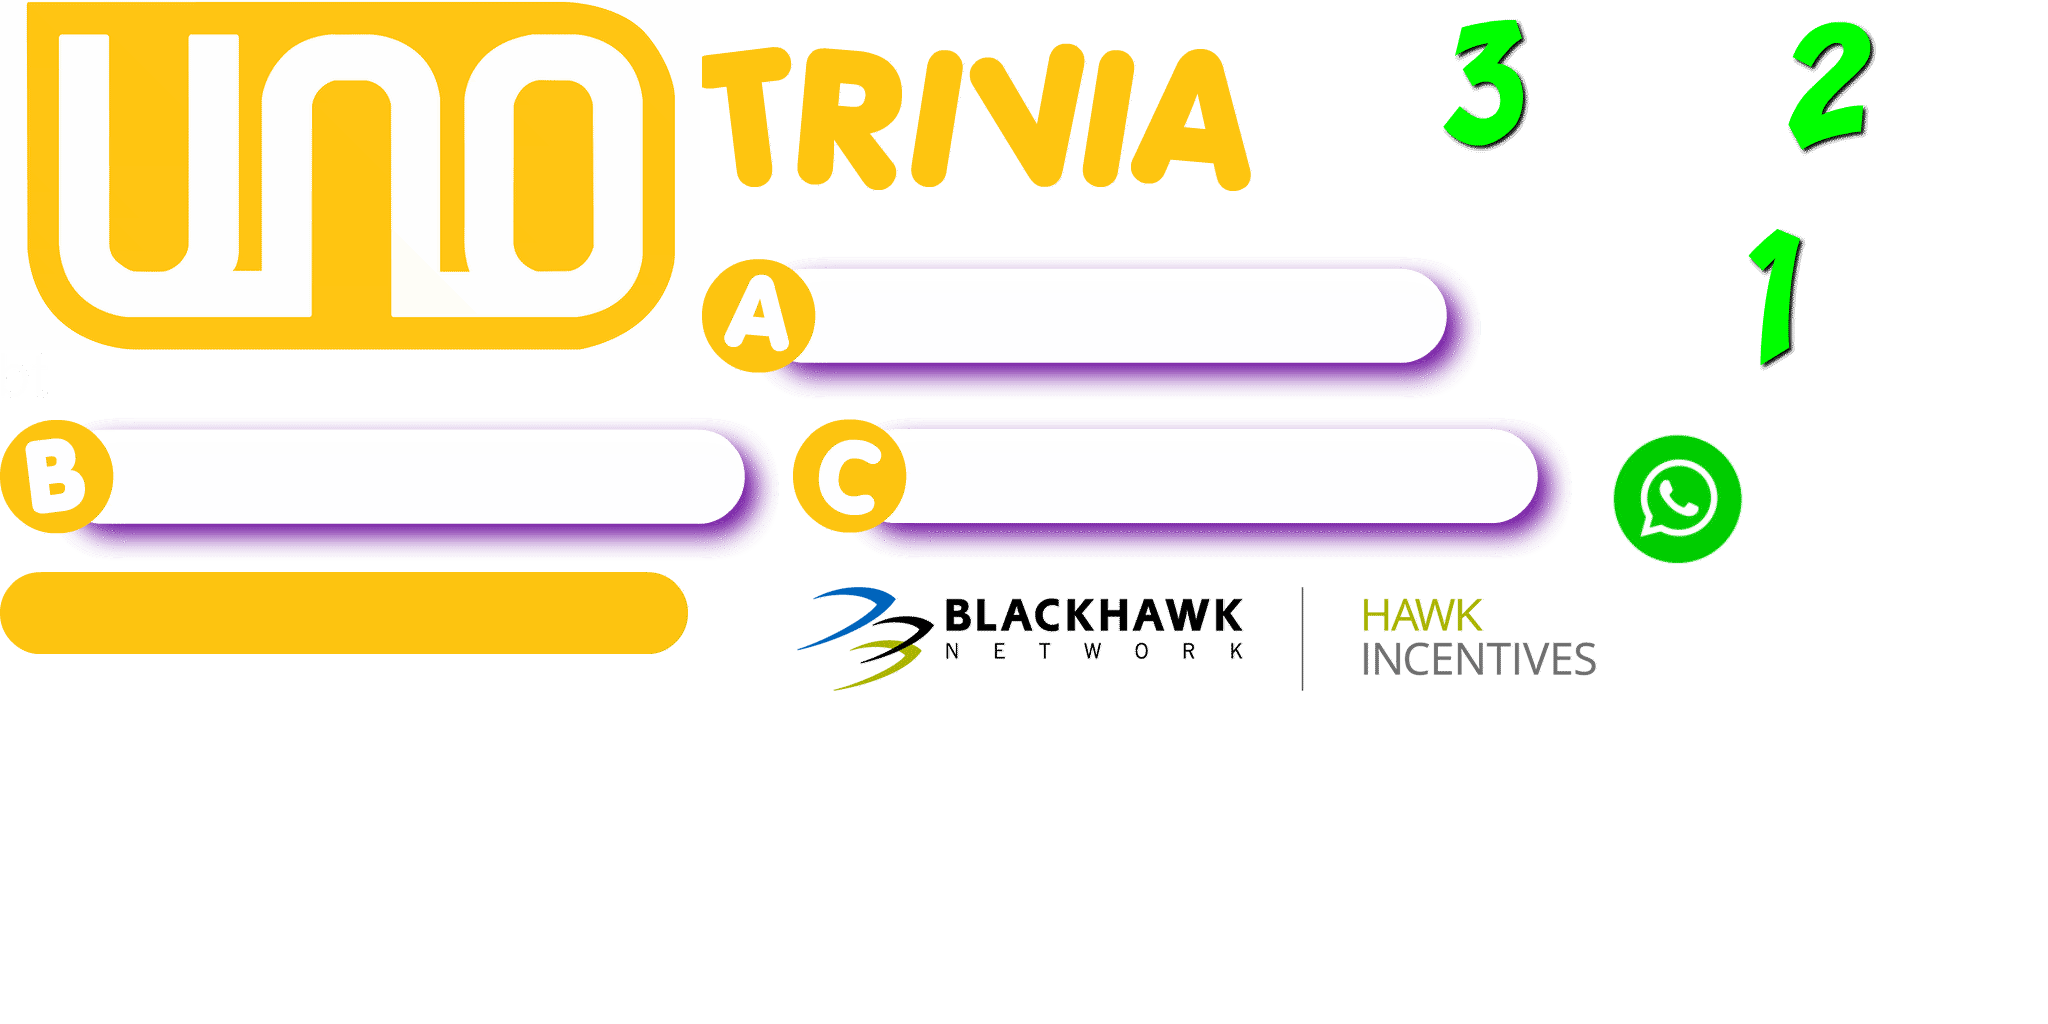 uno
TRIVIA
3
2
1
A
B
C
BLACKHAWK
NETWORK
HAWK
INCENTIVES